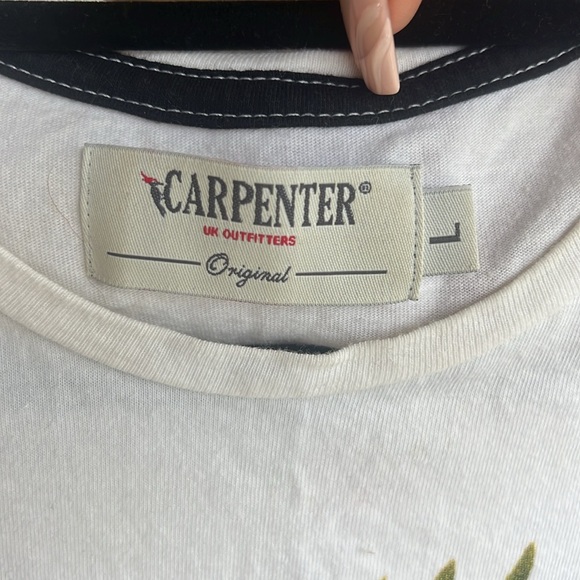 CARPENTER®
UK OUTFITTERS
Original
L